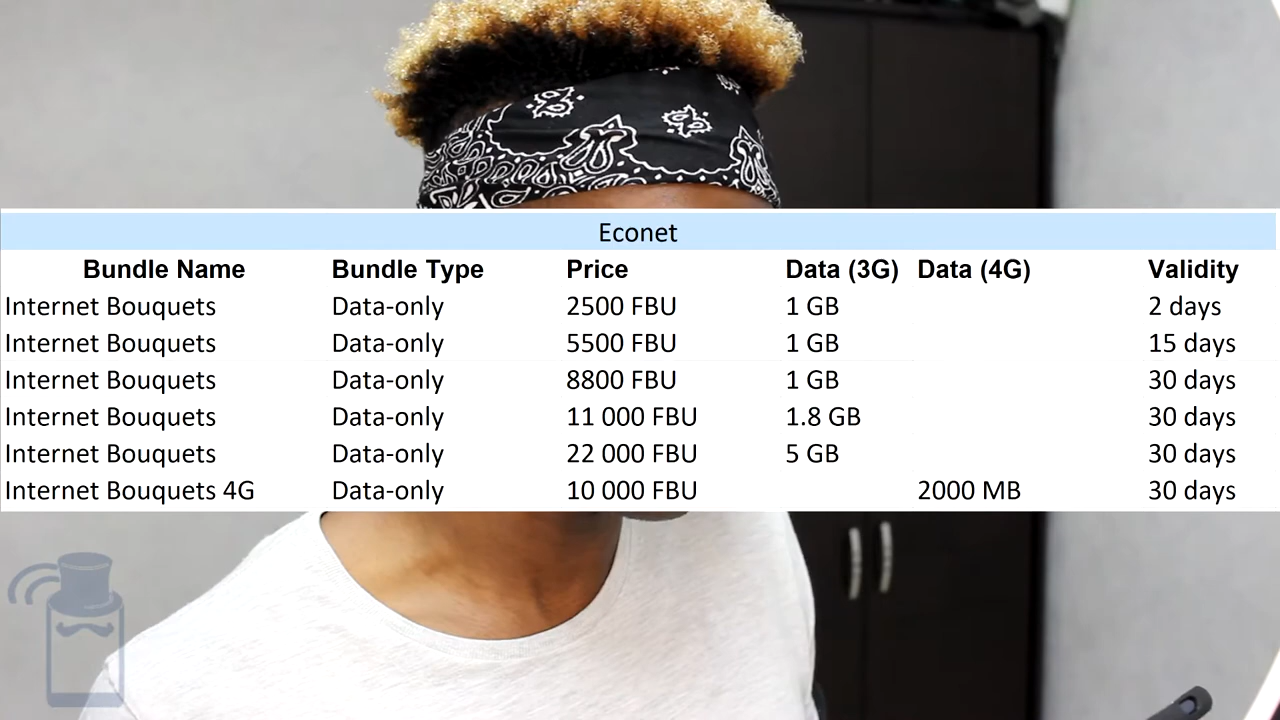 Econet
Bundle Name Bundle Type Price Data (3G) Data (4G) Validity
Internet Bouquets Data-only 2500 FBU 1 GB 2 days
Internet Bouquets Data-only 5500 FBU 1 GB 15 days
Internet Bouquets Data-only 8800 FBU 1 GB 30 days
Internet Bouquets Data-only 11 000 FBU 1.8 GB 30 days
Internet Bouquets Data-only 22 000 FBU 5 GB 30 days
Internet Bouquets 4G Data-only 10 000 FBU 2000 MB 30 days